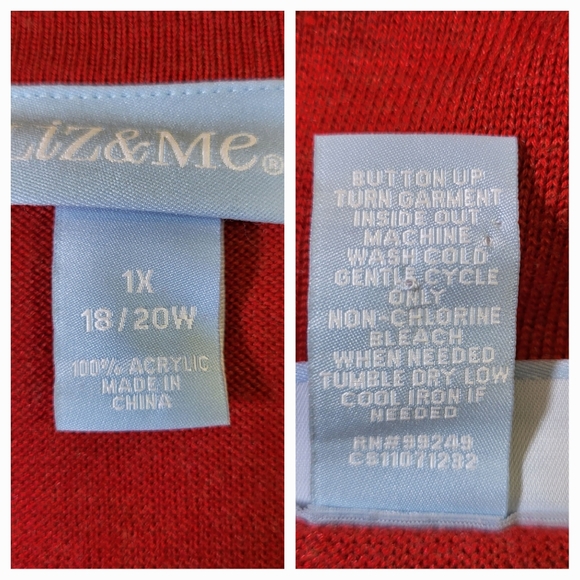 Liz&Me®
1X
18/20W
100% ACRYLIC
MADE IN
CHINA
BUTTON UP
TURN GARMENT
INSIDE OUT
MACHINE
WASH COLD
GENTLE CYCLE
ONLY
NON-CHLORINE
BLEACH
WHEN NEEDED
TUMBLE DRY LOW
COOL IRON IF
NEEDED
RN#99249
CS11071292